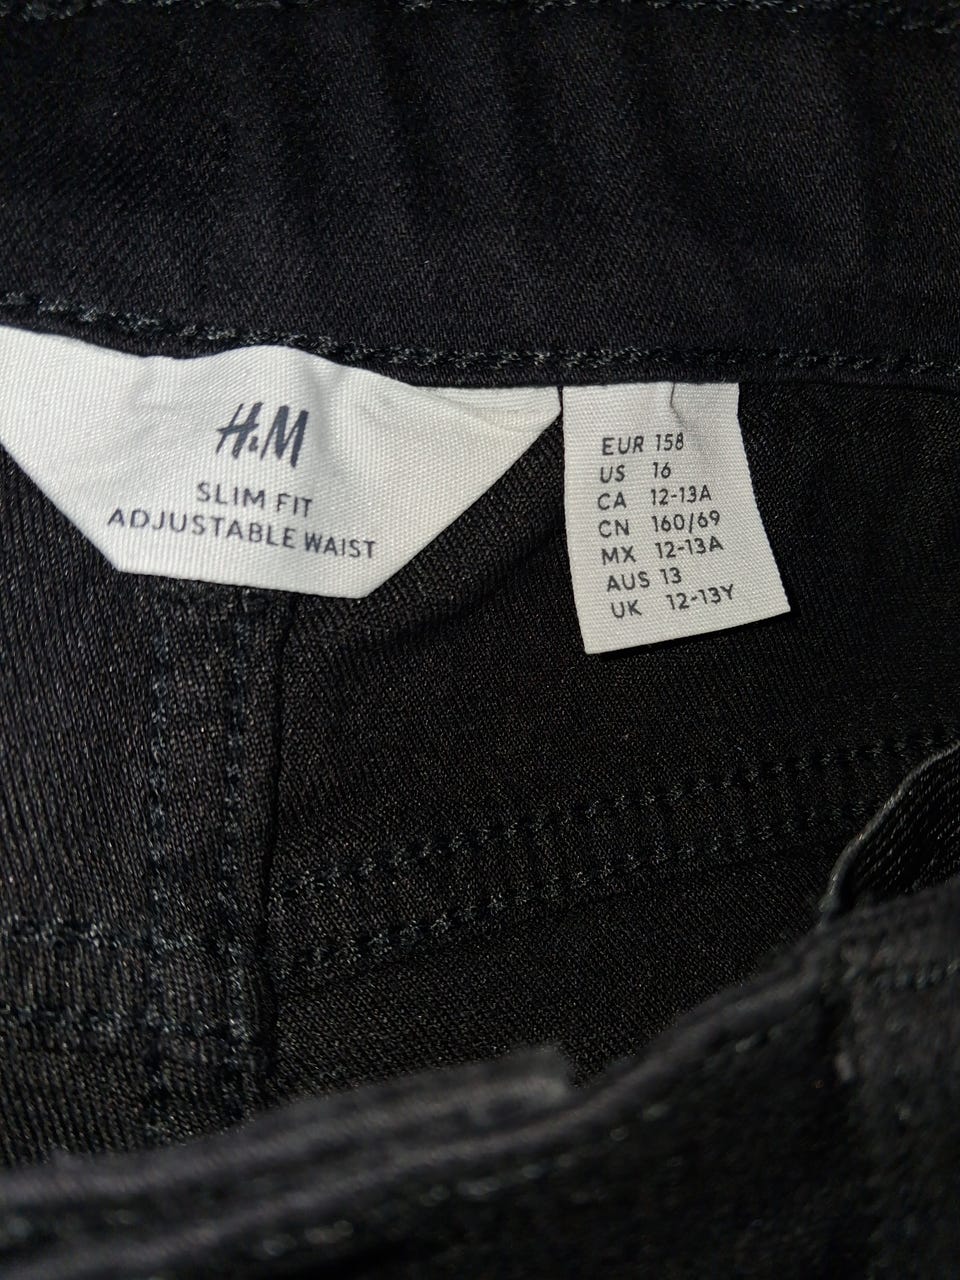 H&M
SLIM FIT
ADJUSTABLE WAIST
EUR 158
US 16
CA 12-13A
CN 160/69
MX 12-13A
AUS 13
UK 12-13Y